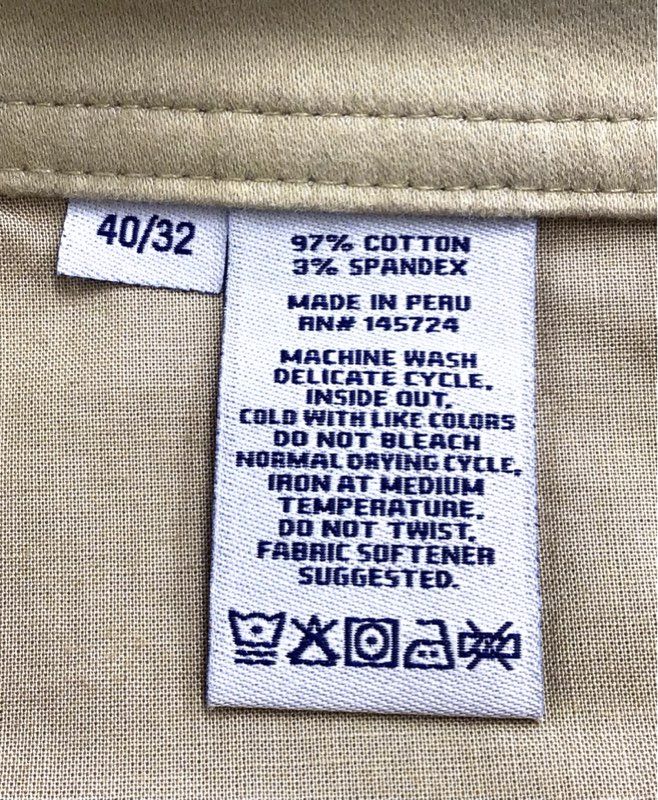 40/32
97% COTTON
3% SPANDEX
MADE IN PERU
RN# 145724
MACHINE WASH
DELICATE CYCLE,
INSIDE OUT,
COLD WITH LIKE COLORS
DO NOT BLEACH
NORMAL DRYING CYCLE,
IRON AT MEDIUM
TEMPERATURE,
DO NOT TWIST,
FABRIC SOFTENER
SUGGESTED.